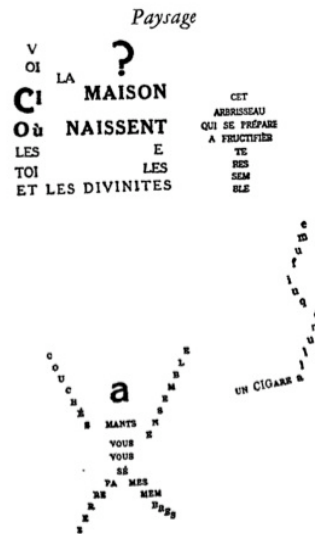 Paysage
V
OI
LA ?
CI MAISON
Où NAISSENT
LES E
TOI LES
ET LES DIVINITES
CET
ARBRISSEAU
QUI SE PRÉPARE
A FRUCTIFIER
TE
RES
SEM
BLE
COUCHÉS ENSEMBLE
a
MANTS
VOUS
VOUS
SÉ
PA MES
RE MEM
REZ BRES
UN CIGARE allumé qui fume